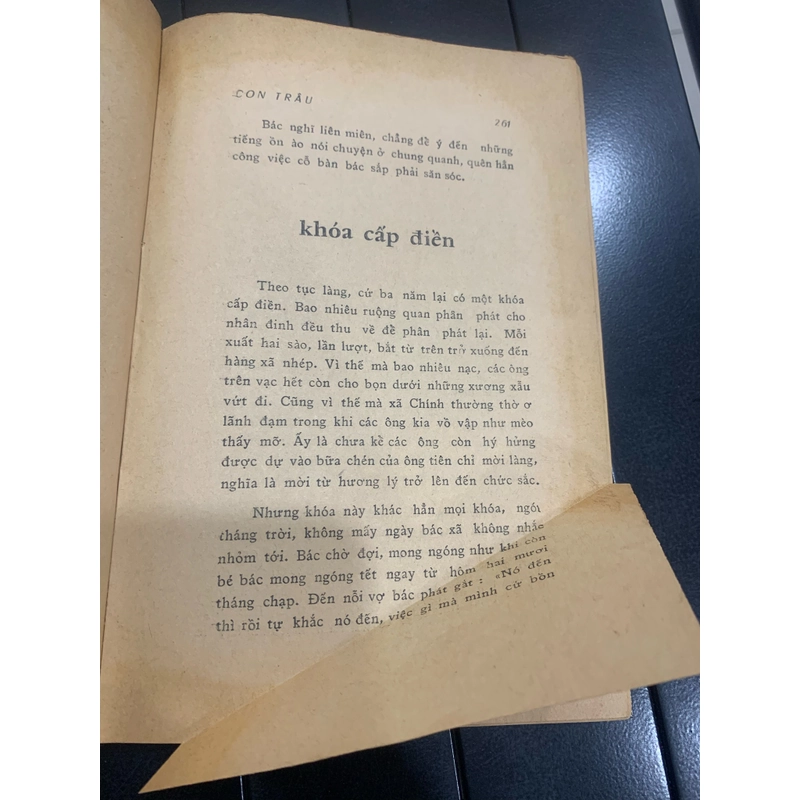 CON TRÂU
261
Bác nghĩ liên miên, chẳng để ý đến những
tiếng ồn ào nói chuyện ở chung quanh, quên hẳn
công việc cỗ bàn bác sắp phải săn sóc.
khóa cấp điền
Theo tục làng, cứ ba năm lại có một khóa
cấp điền. Bao nhiêu ruộng quan phân phát cho
nhân đinh đều thu về để phân phát lại. Mỗi
xuất hai sào, lần lượt, bắt từ trên trở xuống đến
hàng xã nhép. Vì thế mà bao nhiêu nạc, các ông
trên vạc hết còn cho bọn dưới những xương xẩu
vứt đi. Cũng vì thế mà xã Chính thường thờ ơ
lãnh đạm trong khi các ông kia vồ vập như mèo
thấy mỡ. Ấy là chưa kể các ông còn hý hửng
được dự vào bữa chén của ông tiên chỉ mời làng,
nghĩa là mời từ hương lý trở lên đến chức sắc.
Nhưng khóa này khác hẳn mọi khóa, ngót
tháng trời, không mấy ngày bác xã không nhắc
nhỏm tới. Bác chờ đợi, mong ngóng như khi còn
bé bác mong ngóng tết ngay từ hôm hai mươi
tháng chạp. Đến nỗi vợ bác phát gắt : «Nó đến
thì rồi tự khắc nó đến, việc gì mà mình cứ bồn